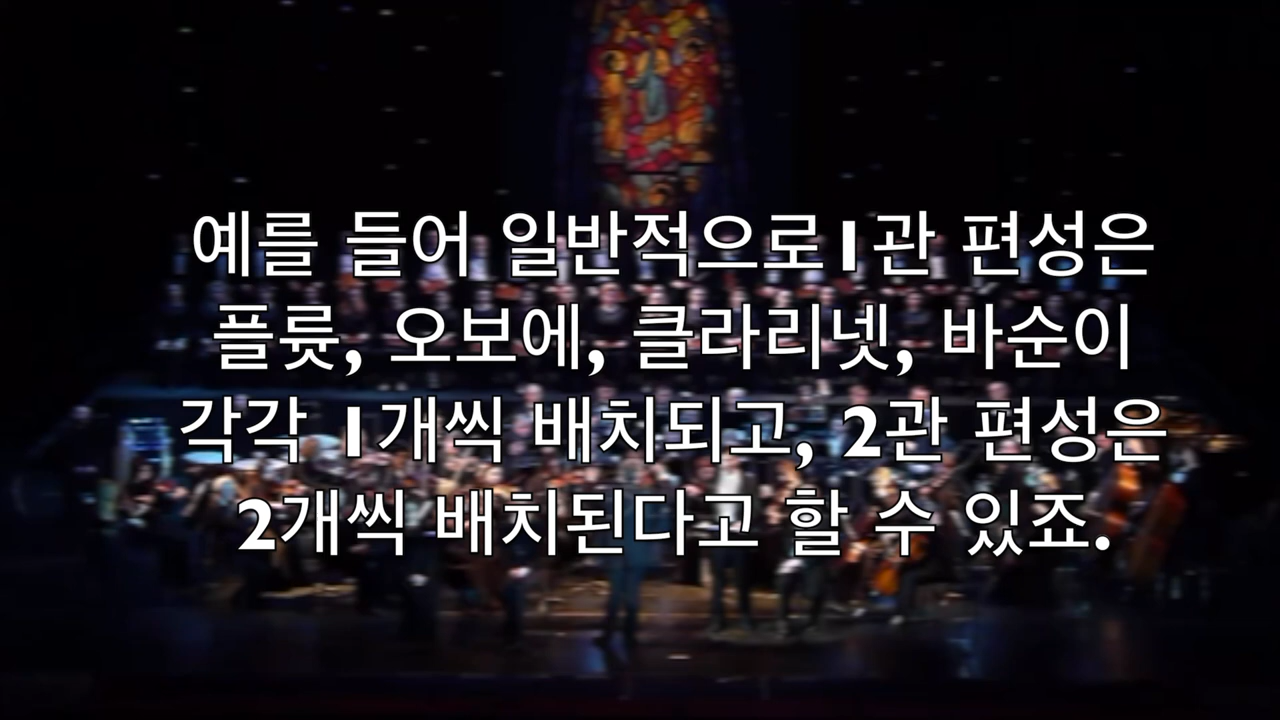 예를 들어 일반적으로1관 편성은
플륫, 오보에, 클라리넷, 바순이
각각 1개씩 배치되고, 2관 편성은
2개씩 배치된다고 할 수 있죠.